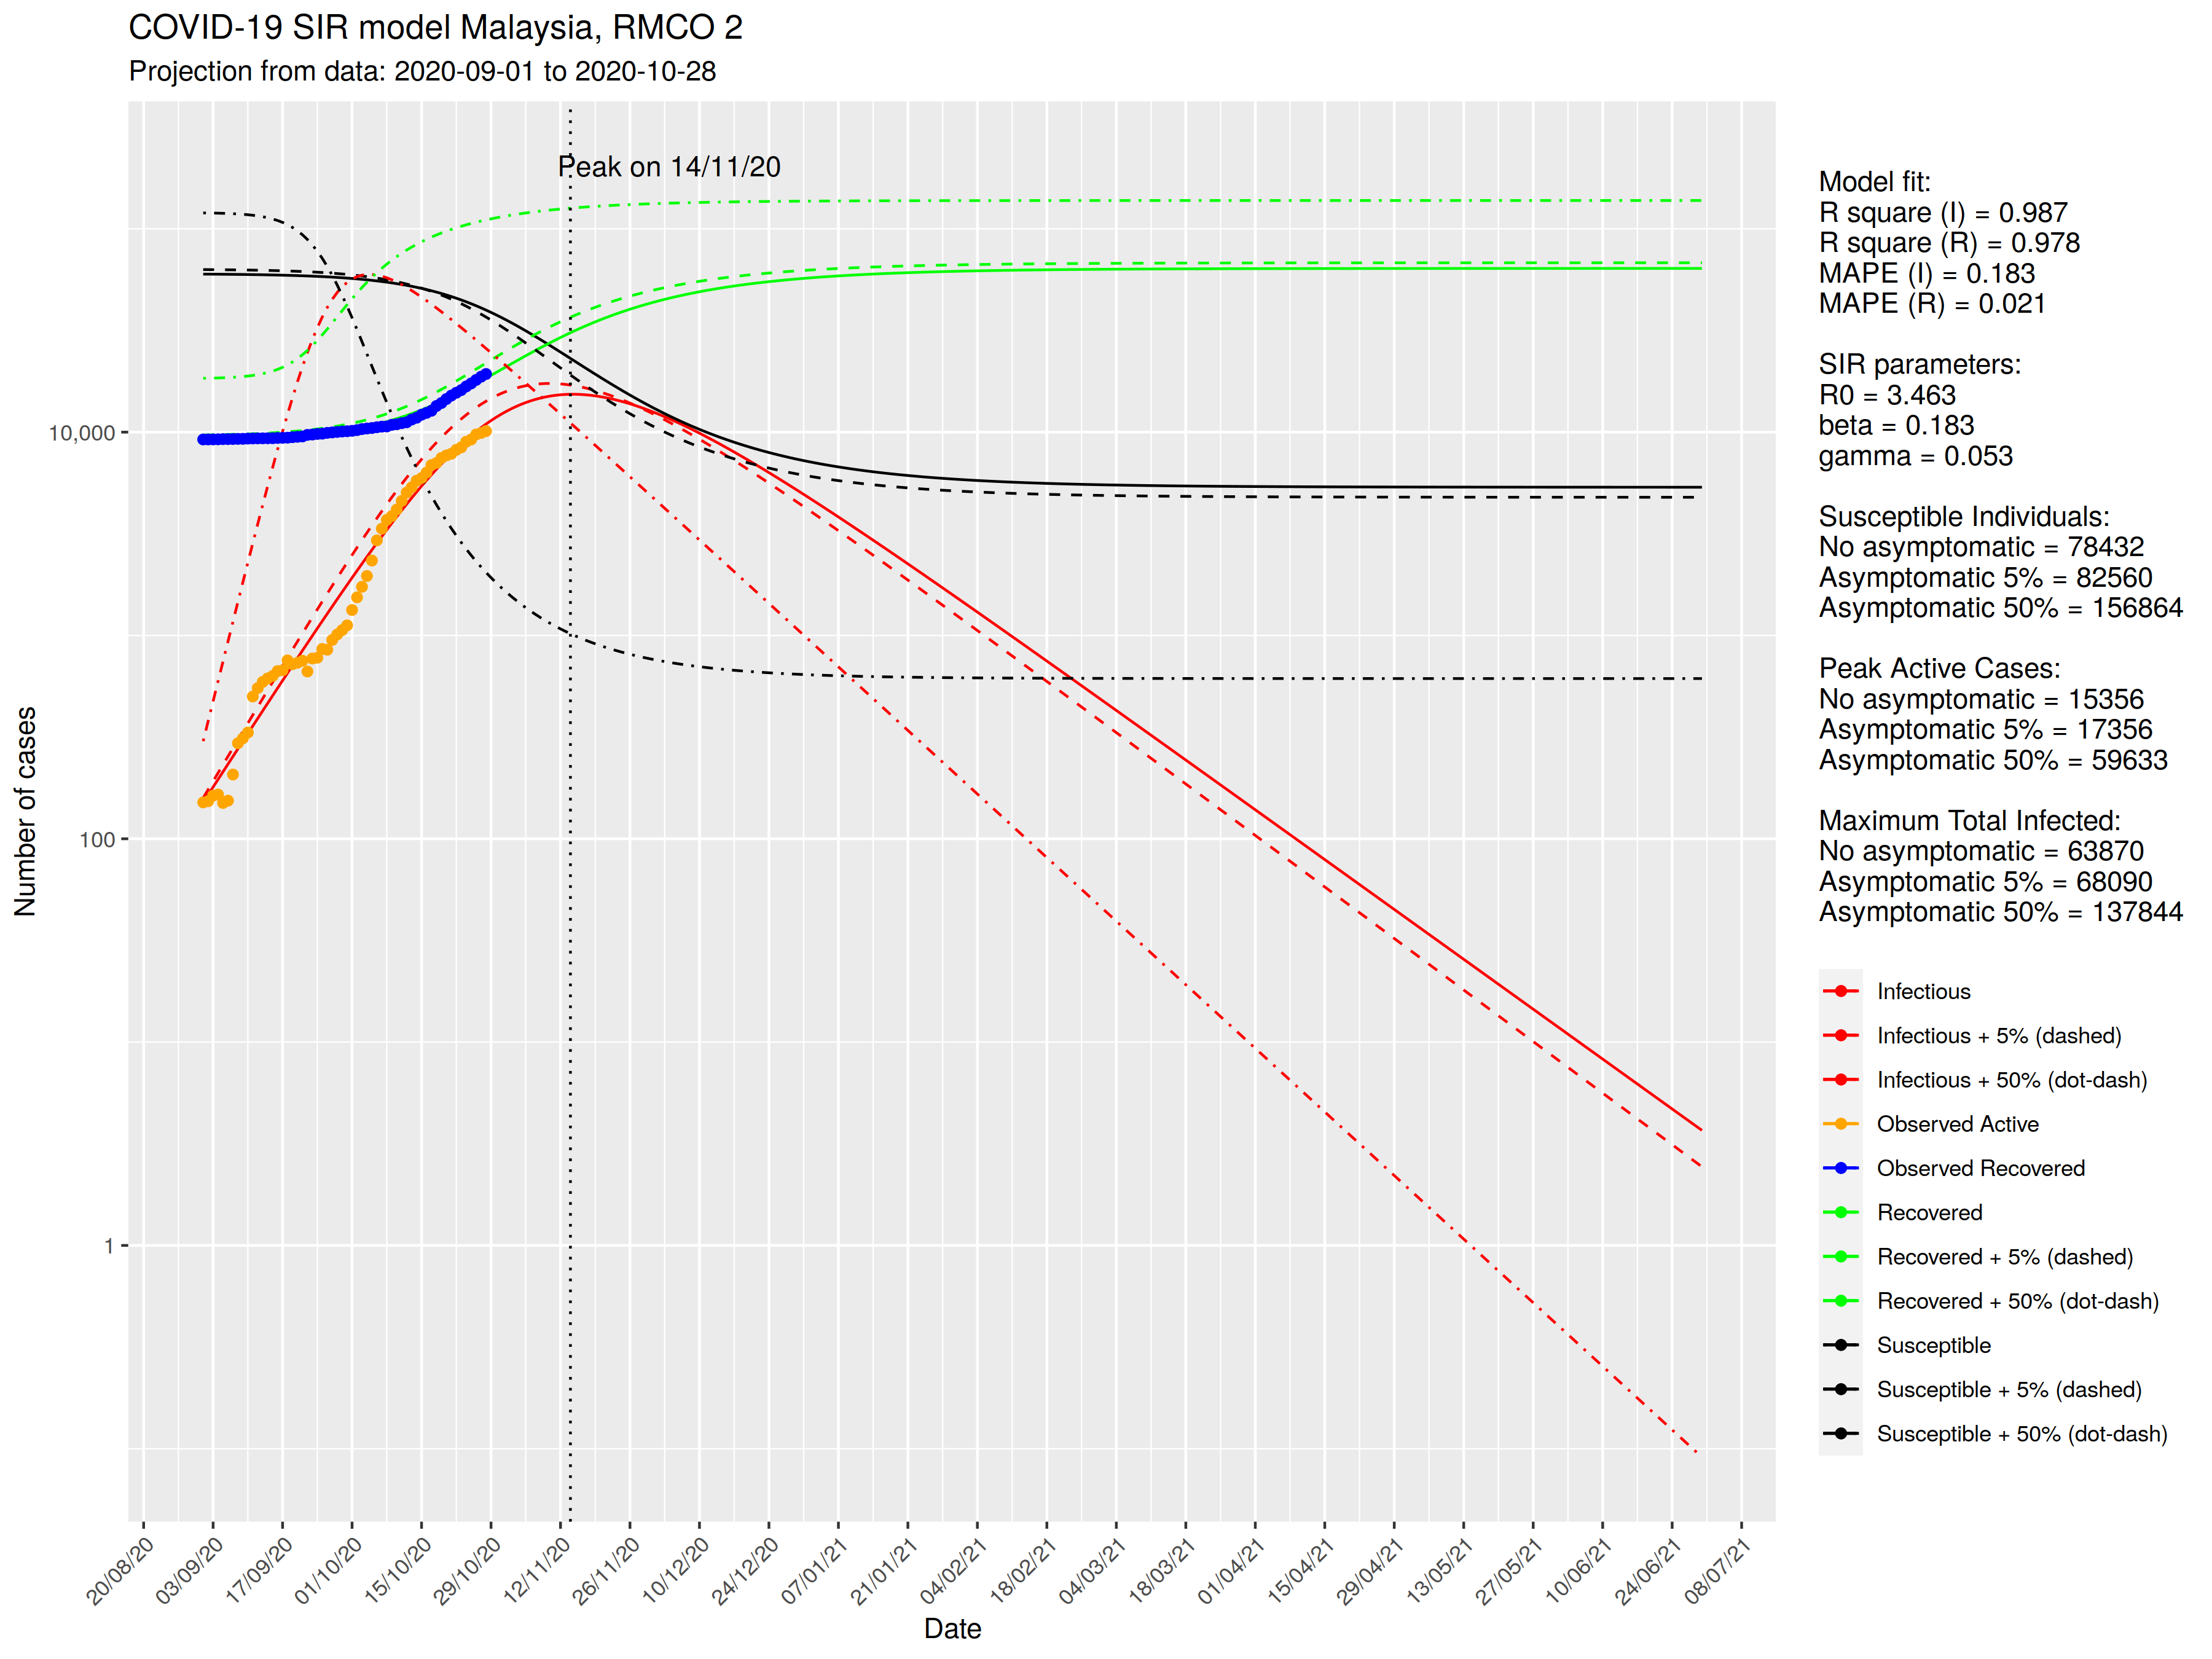 COVID-19 SIR model Malaysia, RMCO 2
Projection from data: 2020-09-01 to 2020-10-28
Peak on 14/11/20
Number of cases
10,000
100
1
20/08/20
03/09/20
17/09/20
01/10/20
15/10/20
29/10/20
12/11/20
26/11/20
10/12/20
24/12/20
07/01/21
21/01/21
04/02/21
18/02/21
04/03/21
18/03/21
01/04/21
15/04/21
29/04/21
13/05/21
27/05/21
10/06/21
24/06/21
08/07/21
Date
Model fit:
R square (I) = 0.987
R square (R) = 0.978
MAPE (I) = 0.183
MAPE (R) = 0.021
SIR parameters:
R0 = 3.463
beta = 0.183
gamma = 0.053
Susceptible Individuals:
No asymptomatic = 78432
Asymptomatic 5% = 82560
Asymptomatic 50% = 156864
Peak Active Cases:
No asymptomatic = 15356
Asymptomatic 5% = 17356
Asymptomatic 50% = 59633
Maximum Total Infected:
No asymptomatic = 63870
Asymptomatic 5% = 68090
Asymptomatic 50% = 137844
Infectious
Infectious + 5% (dashed)
Infectious + 50% (dot-dash)
Observed Active
Observed Recovered
Recovered
Recovered + 5% (dashed)
Recovered + 50% (dot-dash)
Susceptible
Susceptible + 5% (dashed)
Susceptible + 50% (dot-dash)